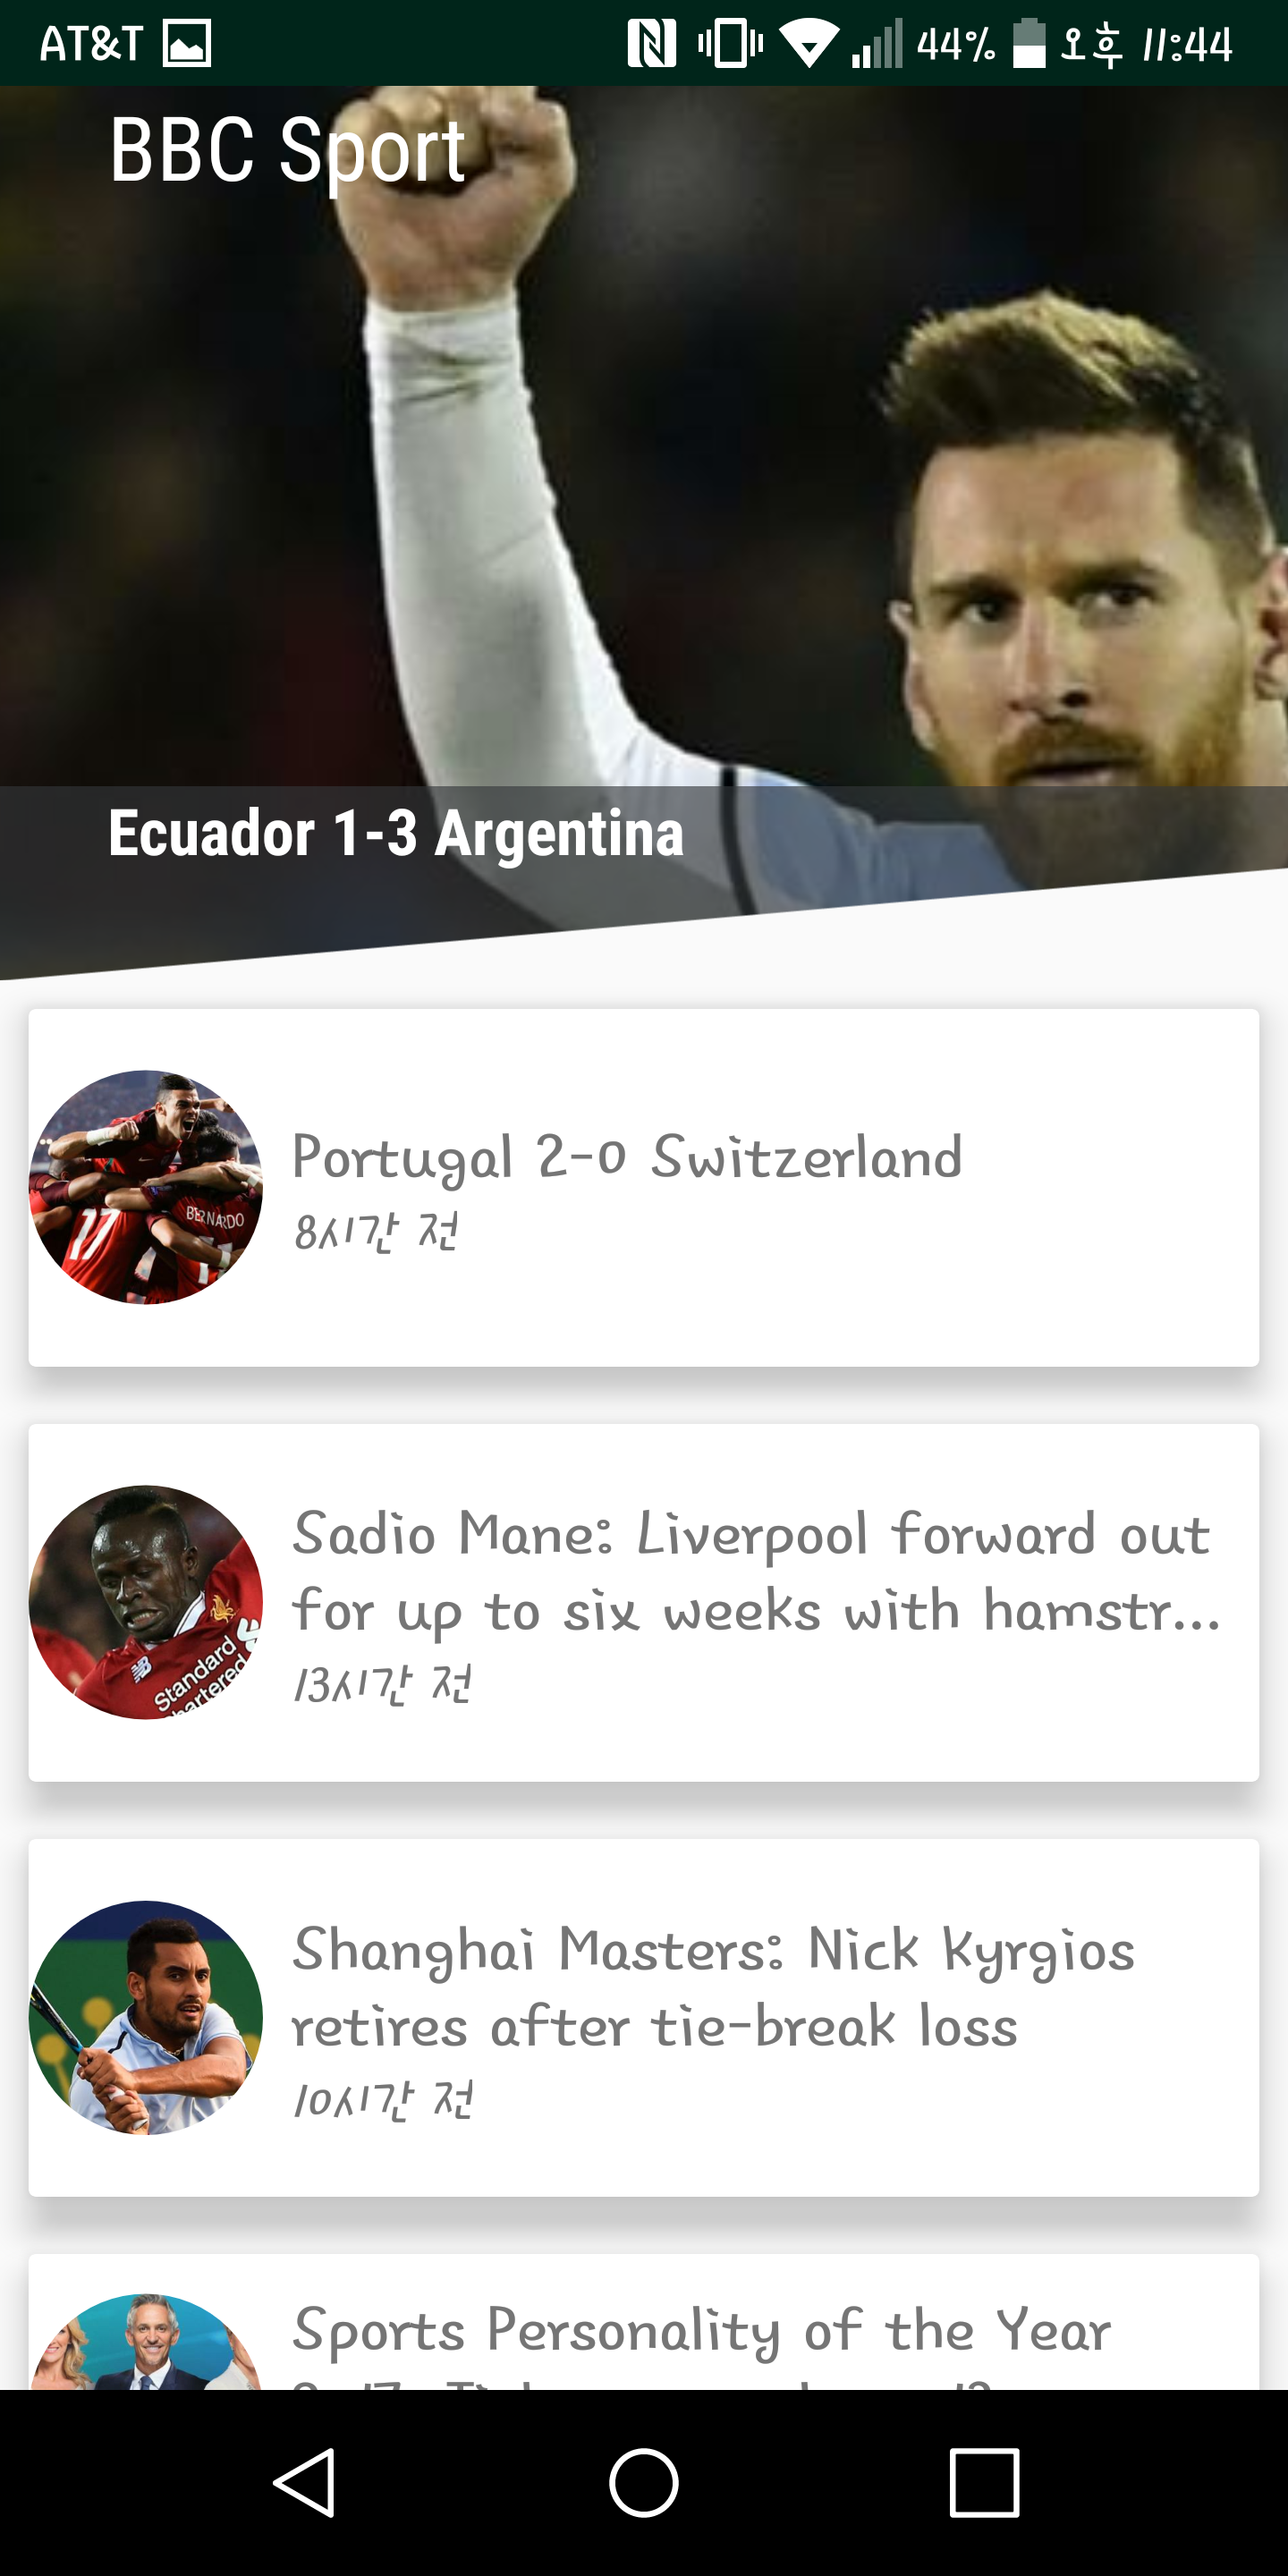 AT&T 44% 오후 11:44
BBC Sport
Ecuador 1-3 Argentina
Portugal 2-0 Switzerland
8시간 전
17 BERNARDO
Sadio Mane: Liverpool forward out
for up to six weeks with hamstr...
13시간 전
Standard
Shanghai Masters: Nick Kyrgios
retires after tie-break loss
10시간 전
Sports Personality of the Year